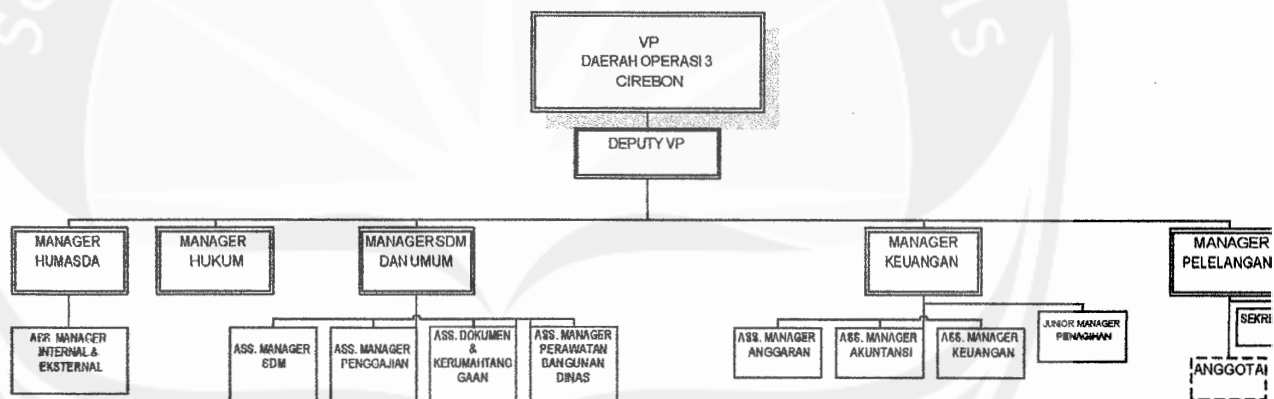 VP
DAERAH OPERASI 3
CIREBON
DEPUTY VP
MANAGER
HUMASDA
MANAGER
HUKUM
MANAGER SDM
DAN UMUM
MANAGER
KEUANGAN
MANAGER
PELELANGAN
ASS. MANAGER
INTERNAL &
EKSTERNAL
ASS. MANAGER
SDM
ASS. MANAGER
PENGGAJIAN
ASS. DOKUMEN
&
KERUMAHTANG
GAAN
ASS. MANAGER
PERAWATAN
BANGUNAN
DINAS
ASS. MANAGER
ANGGARAN
ASS. MANAGER
AKUNTANSI
ASS. MANAGER
KEUANGAN
JUNIOR MANAGER
PENAGIHAN
SEKRE
ANGGOTA